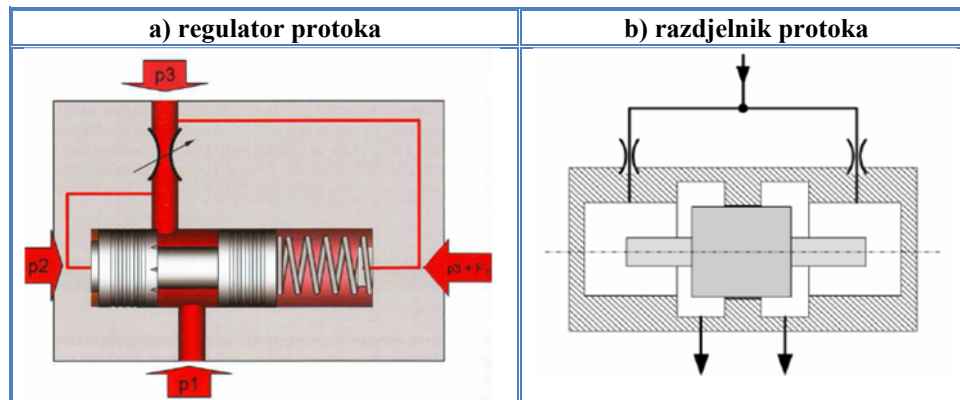 a) regulator protoka
b) razdjelnik protoka
p3
p2
p3 + F
p1